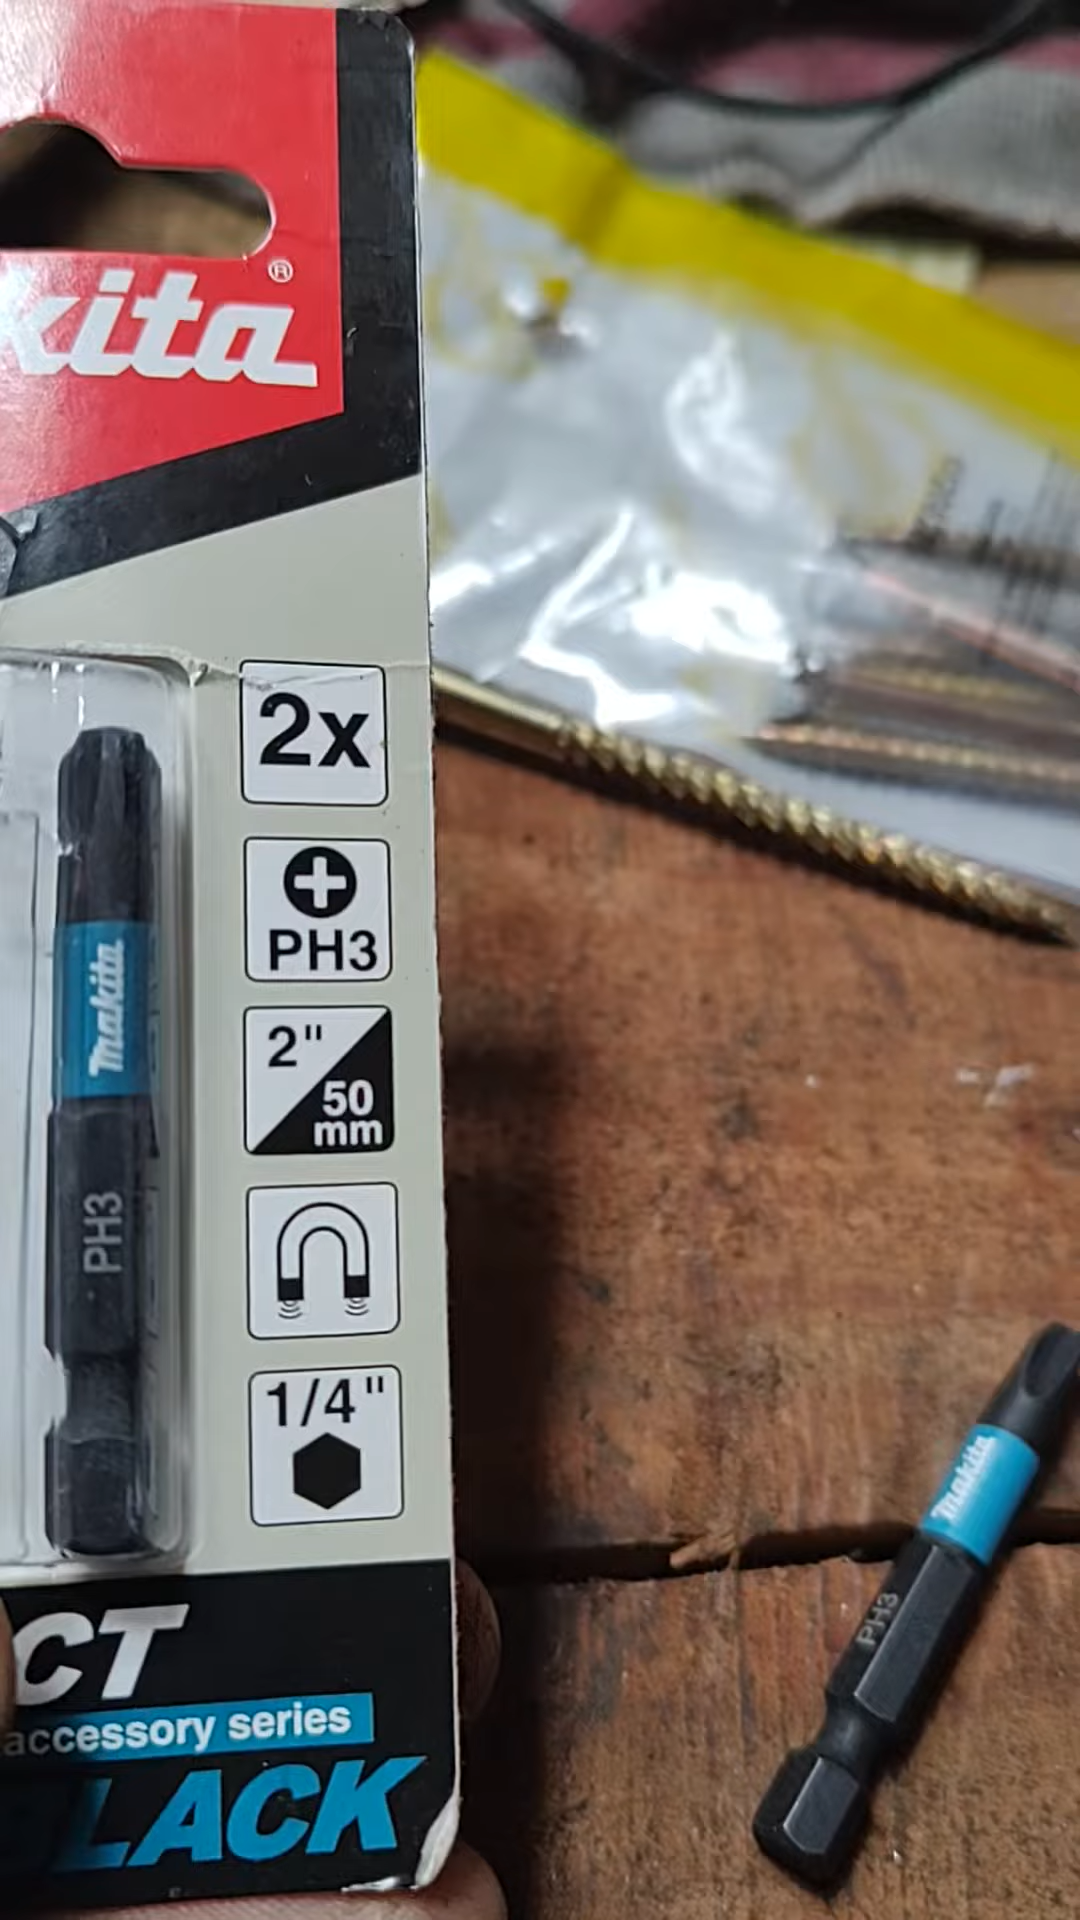 kita®
2x
PH3
2"
50
mm
1/4"
makita
PH3
CT
accessory series
LACK
makita
PH3